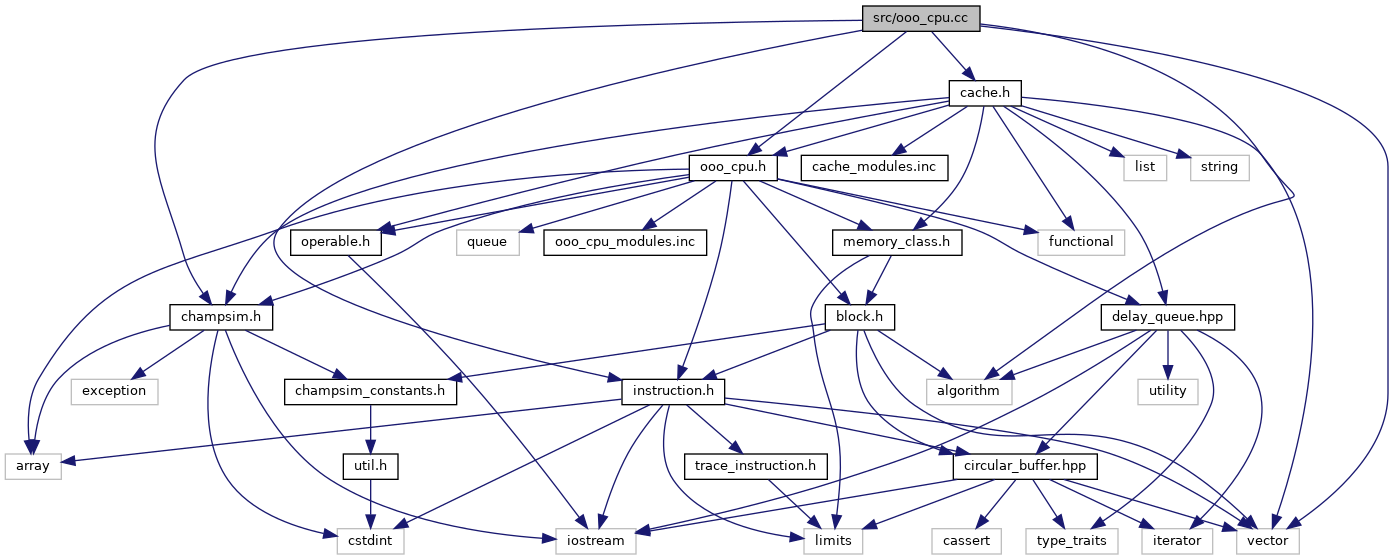 src/ooo_cpu.cc
cache.h
ooo_cpu.h
cache_modules.inc
list
string
operable.h
queue
ooo_cpu_modules.inc
memory_class.h
functional
champsim.h
block.h
delay_queue.hpp
exception
champsim_constants.h
instruction.h
algorithm
utility
array
util.h
trace_instruction.h
circular_buffer.hpp
cstdint
iostream
limits
cassert
type_traits
iterator
vector